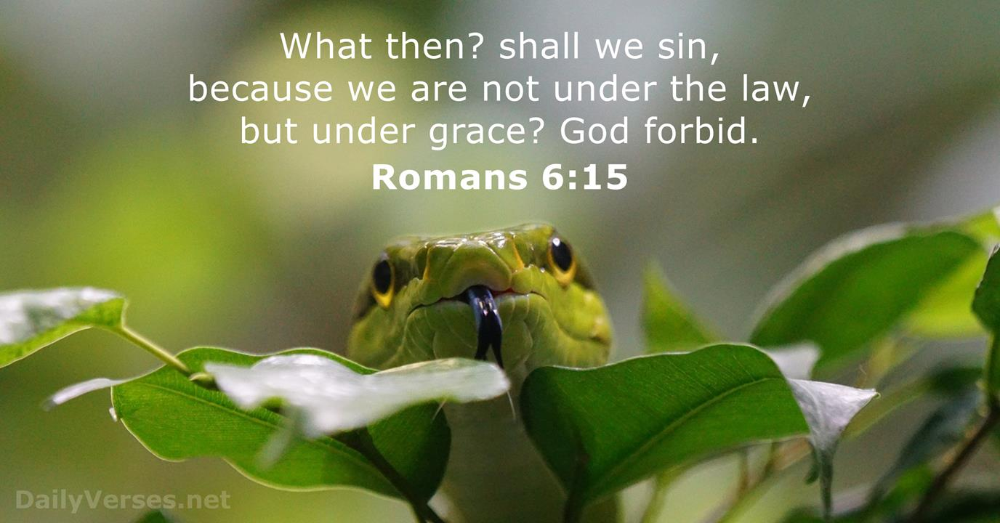 What then? shall we sin,
because we are not under the law,
but under grace? God forbid.
Romans 6:15
DailyVerses.net